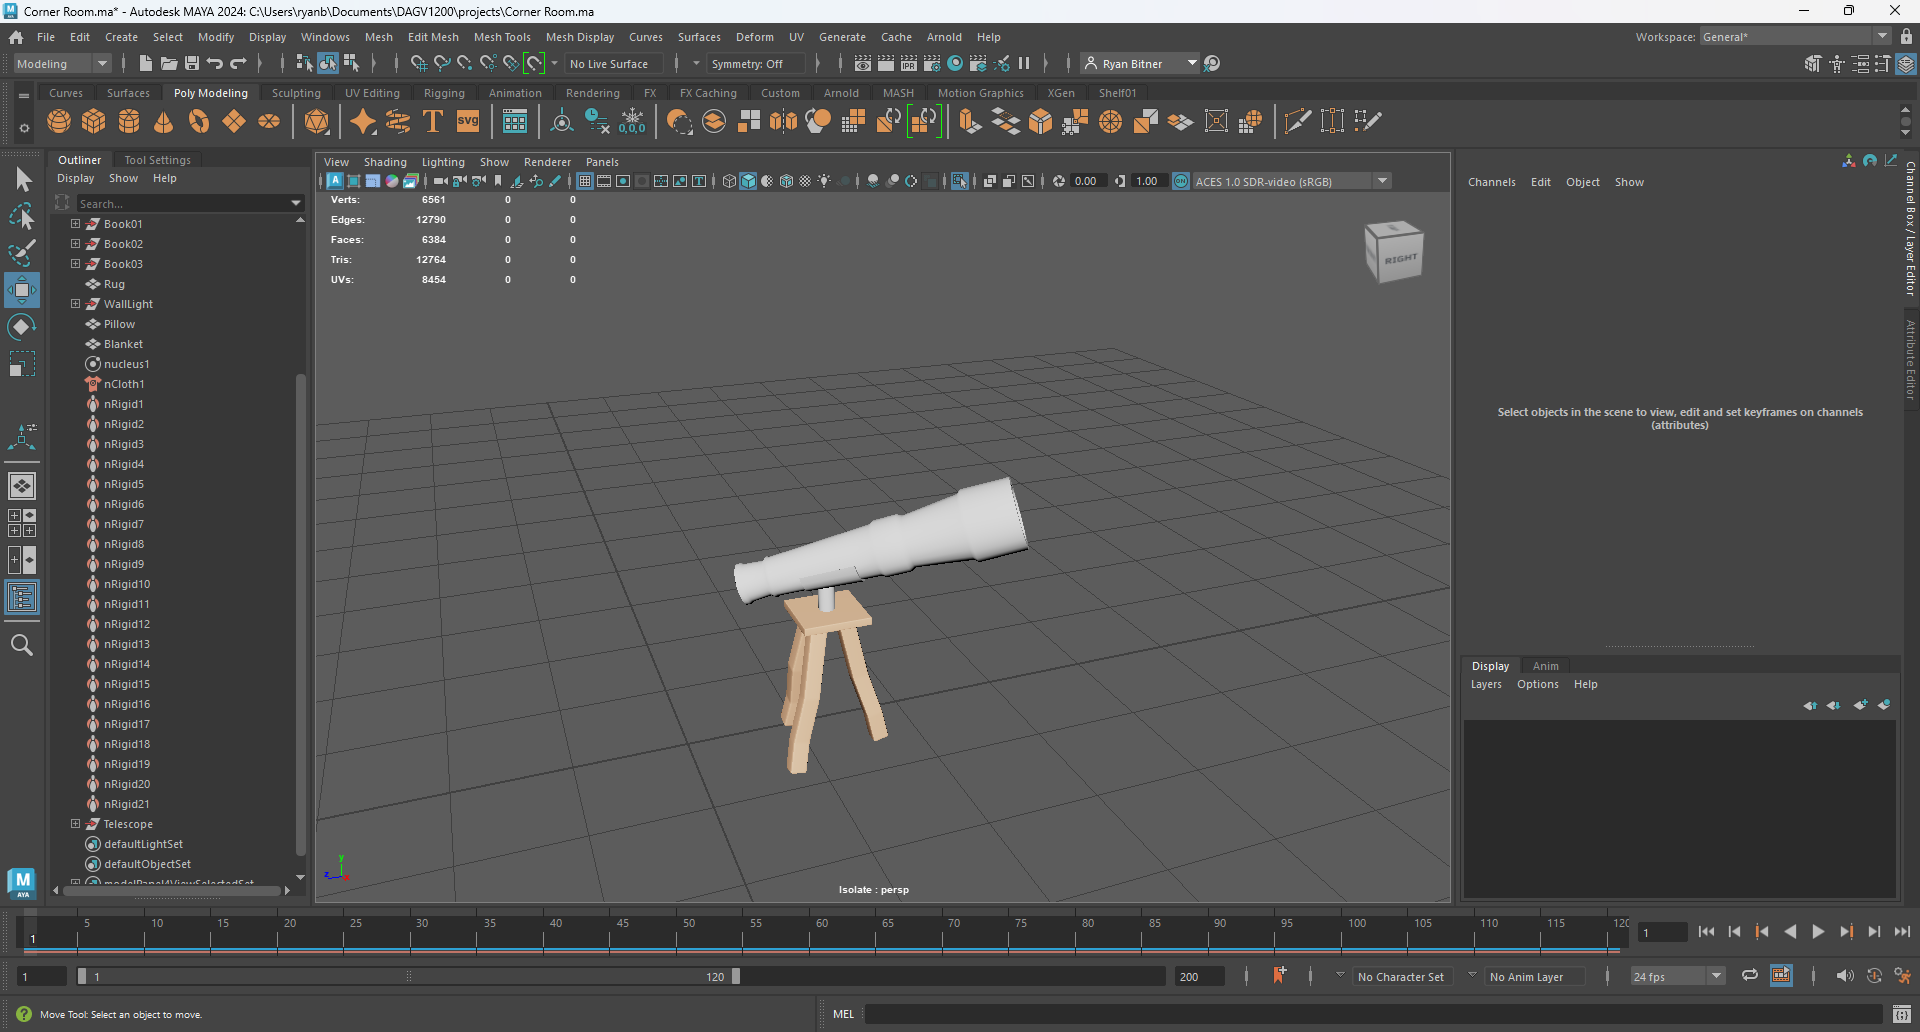 Corner Room.ma* - Autodesk MAYA 2024: C:\Users\ryanb\Documents\DAGV1200\projects\Corner Room.ma
File Edit Create Select Modify Display Windows Mesh Edit Mesh Mesh Tools Mesh Display Curves Surfaces Deform UV Generate Cache Arnold Help
Workspace: General*
Modeling
No Live Surface
Symmetry: Off
IPR
Ryan Bitner
Curves Surfaces Poly Modeling Sculpting UV Editing Rigging Animation Rendering FX FX Caching Custom Arnold MASH Motion Graphics XGen Shelf01
T svg 0,0,0
Outliner Tool Settings
Display Show Help
Search...
Book01
Book02
Book03
Rug
WallLight
Pillow
Blanket
nucleus1
nCloth1
nRigid1
nRigid2
nRigid3
nRigid4
nRigid5
nRigid6
nRigid7
nRigid8
nRigid9
nRigid10
nRigid11
nRigid12
nRigid13
nRigid14
nRigid15
nRigid16
nRigid17
nRigid18
nRigid19
nRigid20
nRigid21
Telescope
defaultLightSet
defaultObjectSet
modelPanel4ViewSelectedSet
View Shading Lighting Show Renderer Panels
0.00 1.00 ON ACES 1.0 SDR-video (sRGB)
Verts: 6561 0 0
Edges: 12790 0 0
Faces: 6384 0 0
Tris: 12764 0 0
UVs: 8454 0 0
RIGHT
y
z x
Isolate : persp
Channels Edit Object Show
Select objects in the scene to view, edit and set keyframes on channels
(attributes)
Channel Box / Layer Editor
Attribute Editor
Display Anim
Layers Options Help
M
AYA
5 10 15 20 25 30 35 40 45 50 55 60 65 70 75 80 85 90 95 100 105 110 115 120
1
1
1 1 120 200
No Character Set
No Anim Layer
24 fps
Move Tool: Select an object to move.
MEL